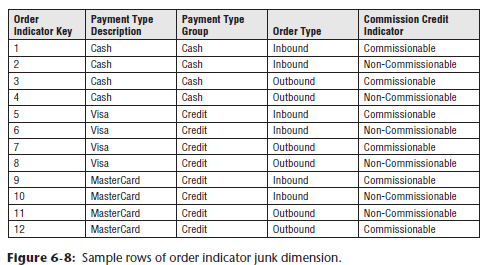 Order Indicator Key Payment Type Description Payment Type Group Order Type Commission Credit Indicator
1 Cash Cash Inbound Commissionable
2 Cash Cash Inbound Non-Commissionable
3 Cash Cash Outbound Commissionable
4 Cash Cash Outbound Non-Commissionable
5 Visa Credit Inbound Commissionable
6 Visa Credit Inbound Non-Commissionable
7 Visa Credit Outbound Commissionable
8 Visa Credit Outbound Non-Commissionable
9 MasterCard Credit Inbound Commissionable
10 MasterCard Credit Inbound Non-Commissionable
11 MasterCard Credit Outbound Non-Commissionable
12 MasterCard Credit Outbound Commissionable
Figure 6-8: Sample rows of order indicator junk dimension.